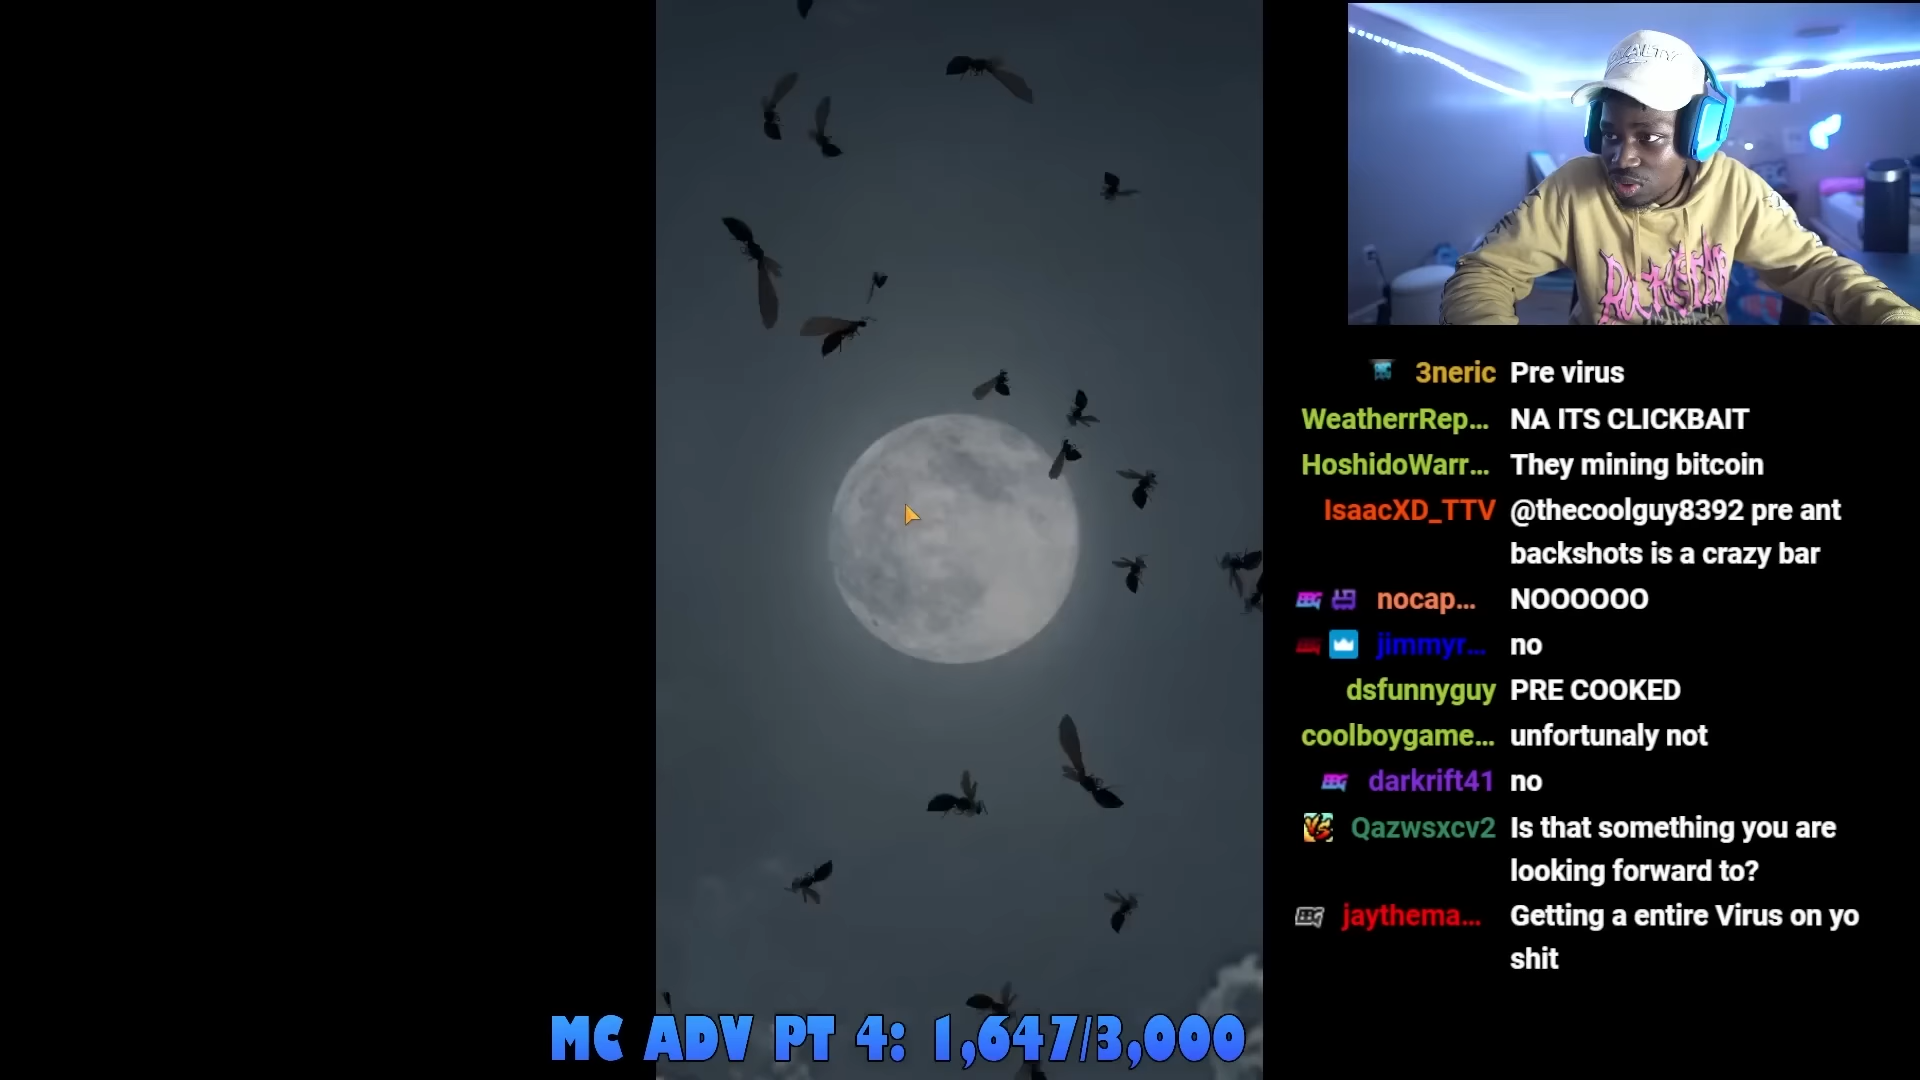 ROYALTY
ROCKSTAR
3neric Pre virus
WeatherrRep... NA ITS CLICKBAIT
HoshidoWarr... They mining bitcoin
IsaacXD_TTV @thecoolguy8392 pre ant
backshots is a crazy bar
nocap... NOOOOOO
jimmyr... no
dsfunnyguy PRE COOKED
coolboygame... unfortunaly not
darkrift41 no
Qazwsxcv2 Is that something you are
looking forward to?
jaythema... Getting a entire Virus on yo
shit
MC ADV PT 4: 1,647/3,000